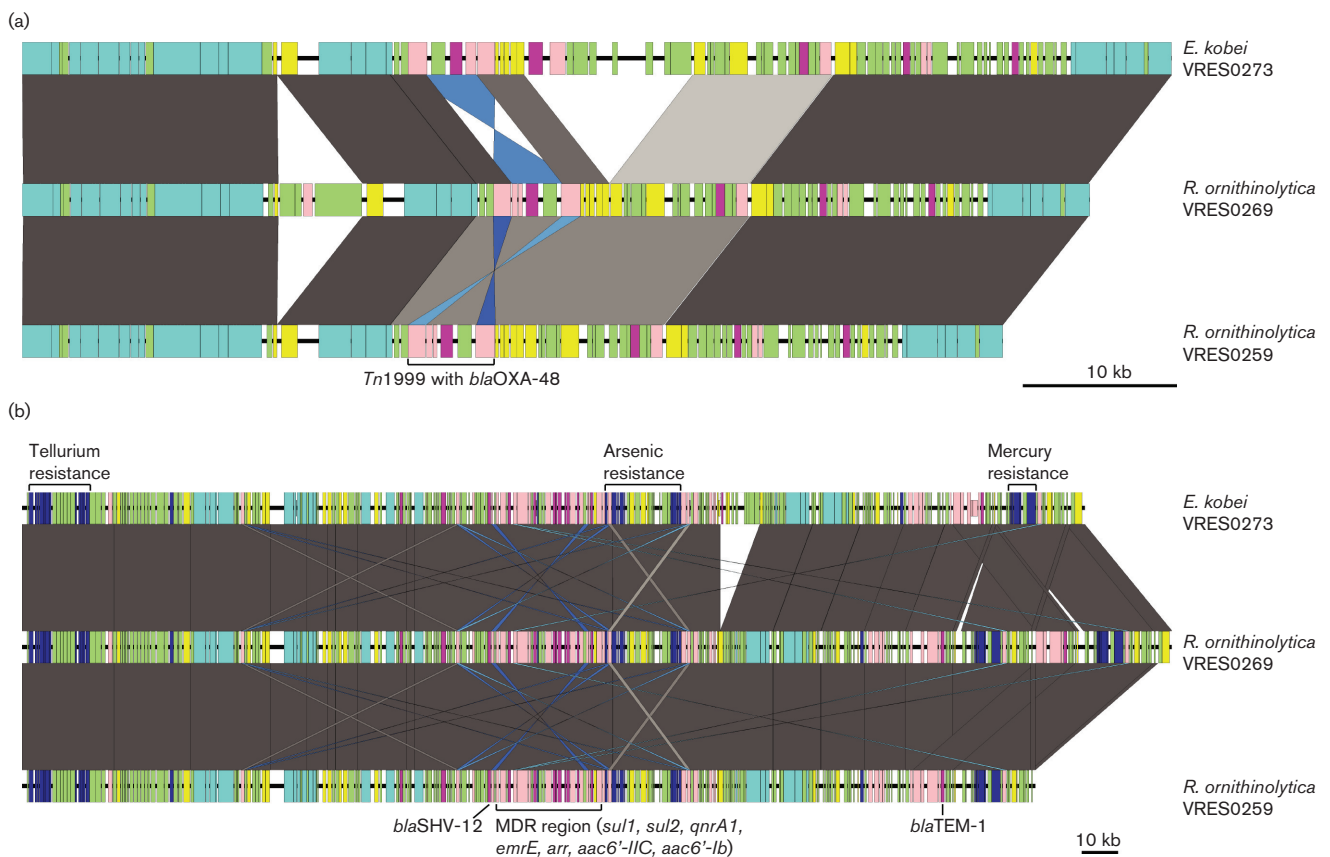 (a)
E. kobei
VRES0273
R. ornithinolytica
VRES0269
R. ornithinolytica
VRES0259
Tn1999 with blaOXA-48
10 kb
(b)
Tellurium
resistance
Arsenic
resistance
Mercury
resistance
E. kobei
VRES0273
R. ornithinolytica
VRES0269
R. ornithinolytica
VRES0259
blaSHV-12
MDR region (sul1, sul2, qnrA1,
emrE, arr, aac6'-IIC, aac6'-Ib)
blaTEM-1
10 kb